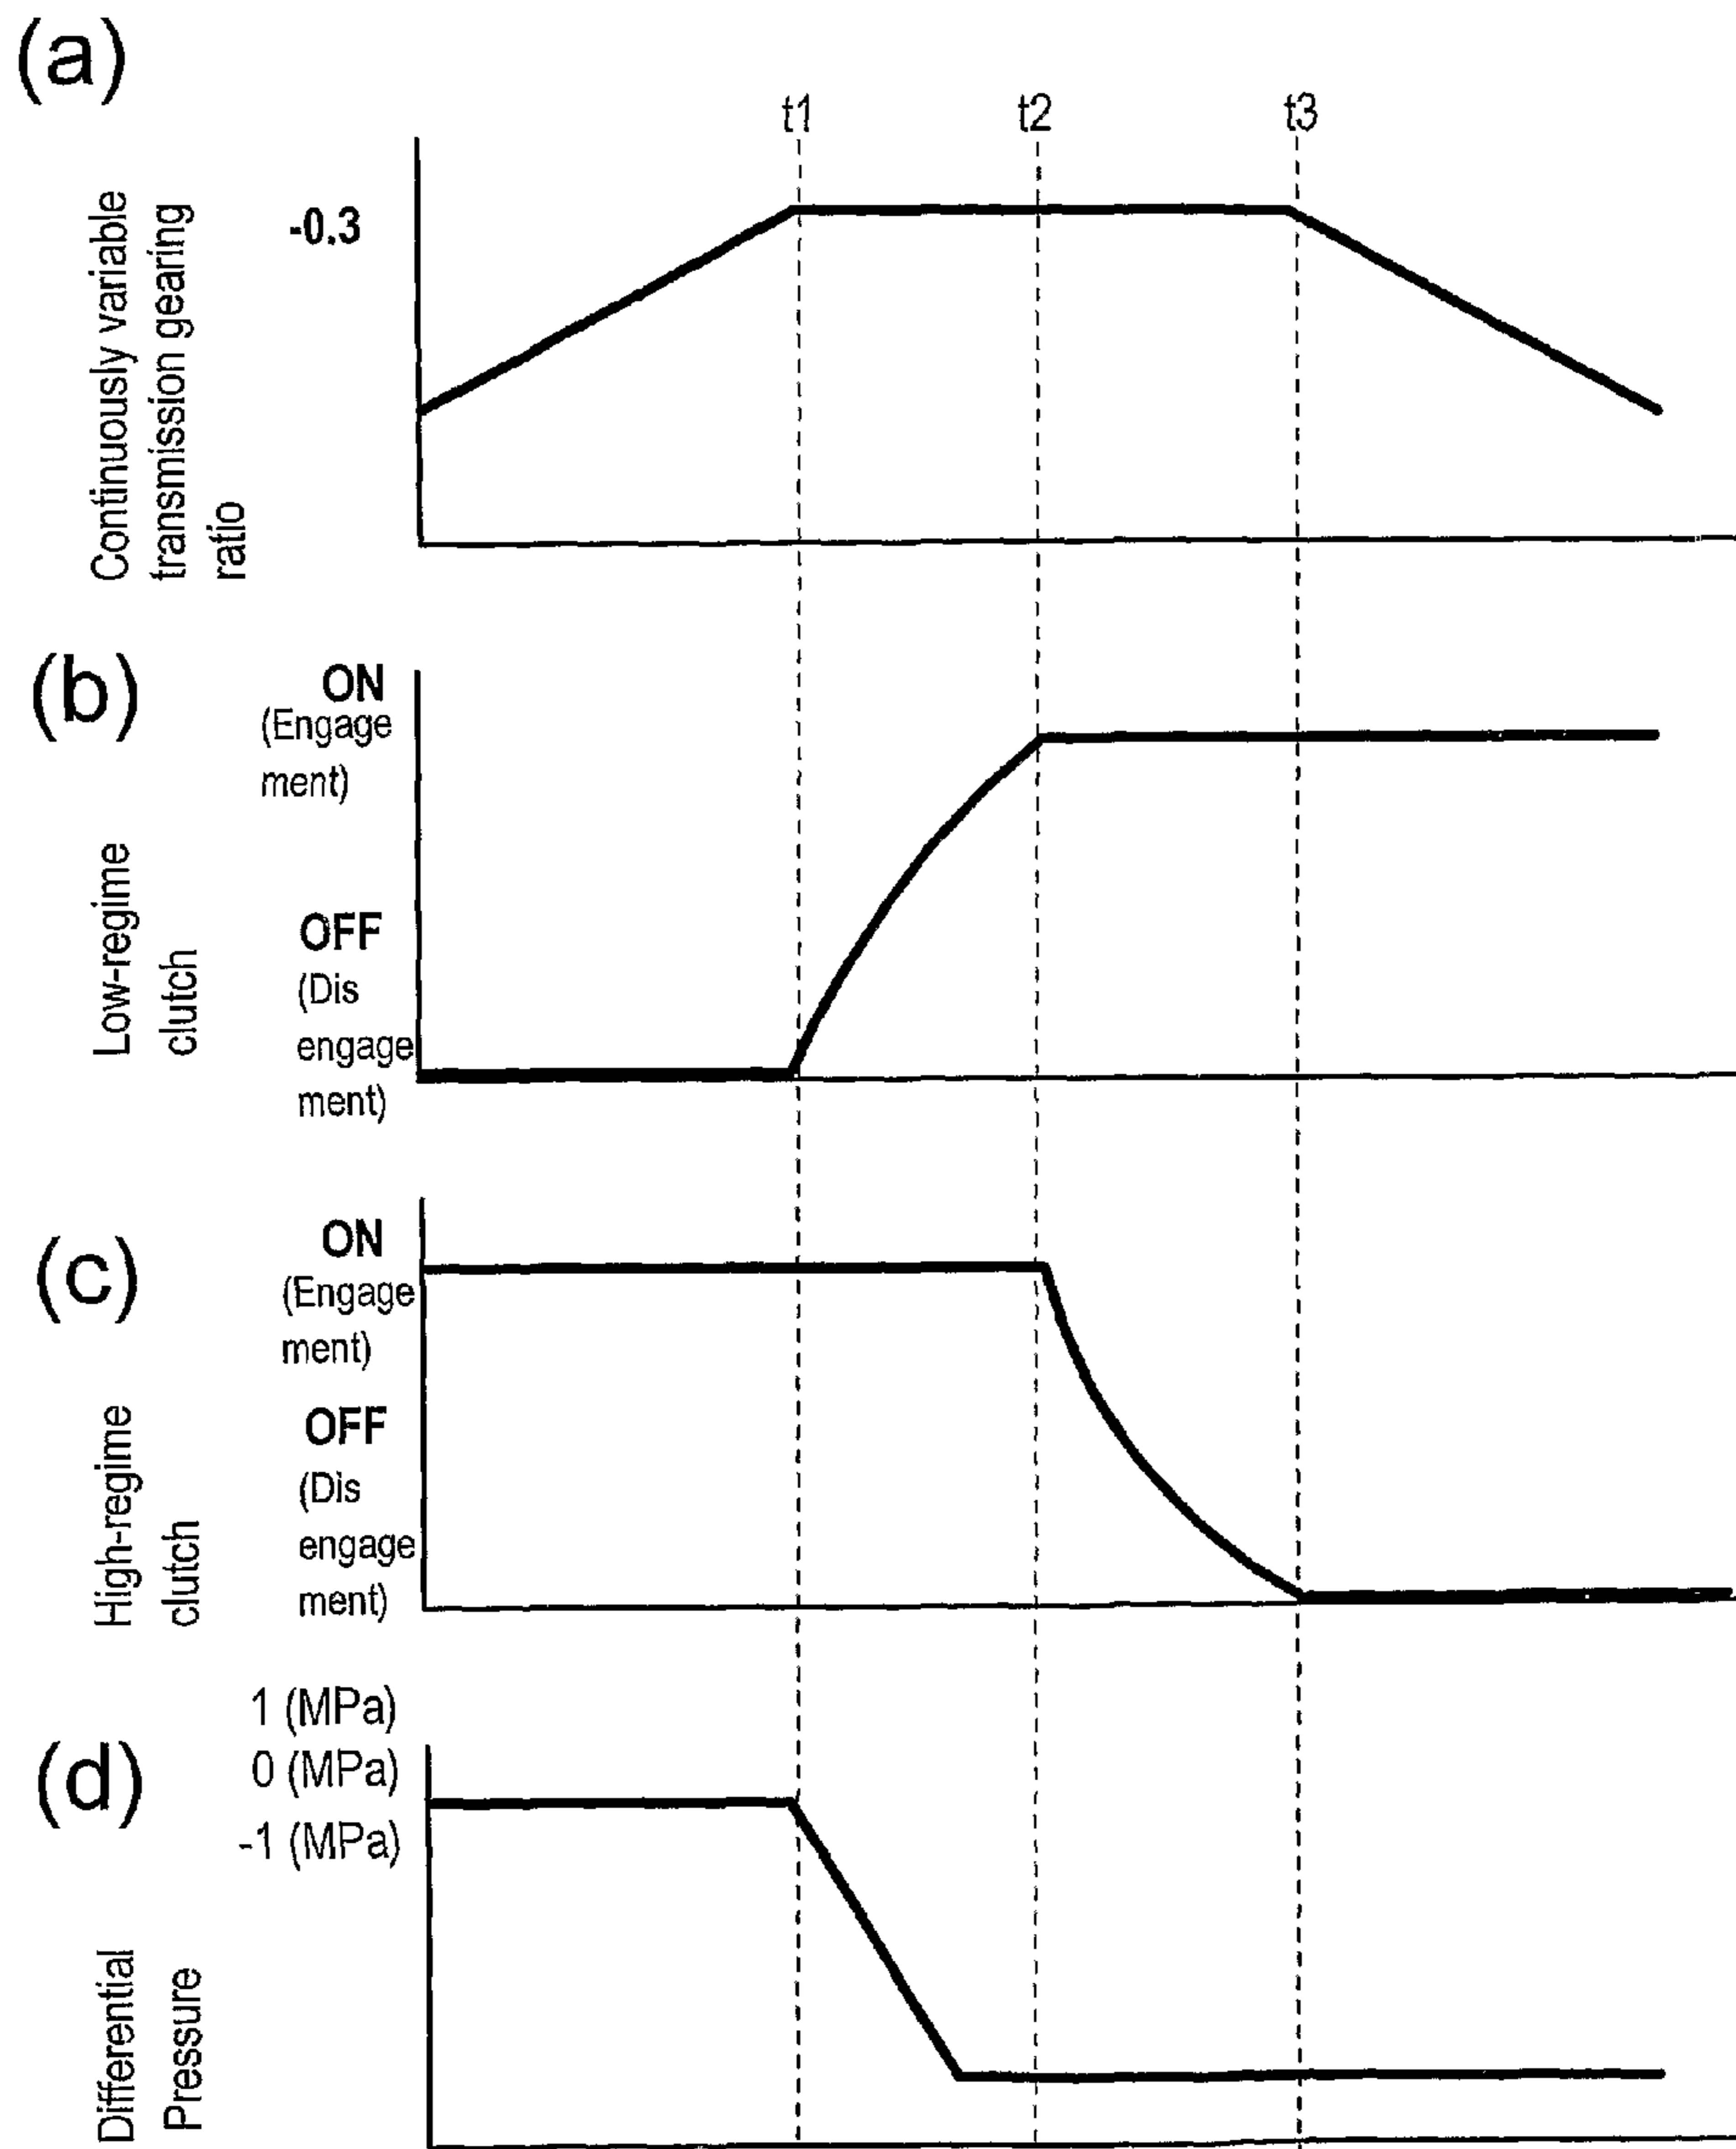 (a)
t1 t2 t3
-0.3
Continuously variable
transmission gearing
ratio
(b)
ON
(Engage
ment)
OFF
(Dis
engage
ment)
Low-regime
clutch
(c)
ON
(Engage
ment)
OFF
(Dis
engage
ment)
High-regime
clutch
(d)
1 (MPa)
0 (MPa)
-1 (MPa)
Differential
Pressure